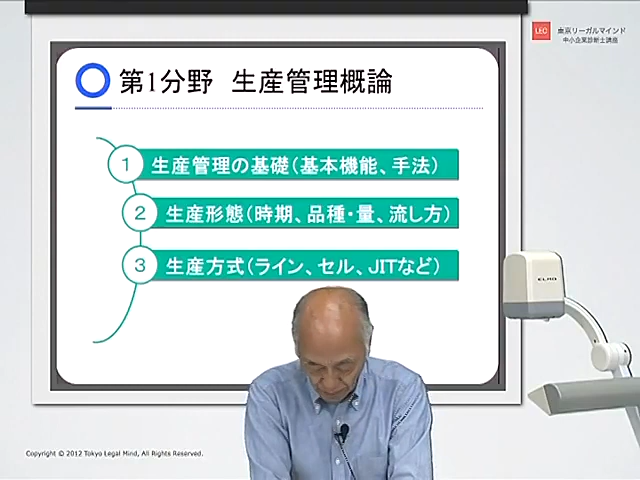 LEC 東京リーガルマインド
中小企業診断士講座
第1分野 生産管理概論
1 生産管理の基礎(基本機能、手法)
2 生産形態(時期、品種・量、流し方)
3 生産方式(ライン、セル、JITなど)
ELMO
Copyright © 2012 Tokyo Legal Mind, All Rights Reserved.